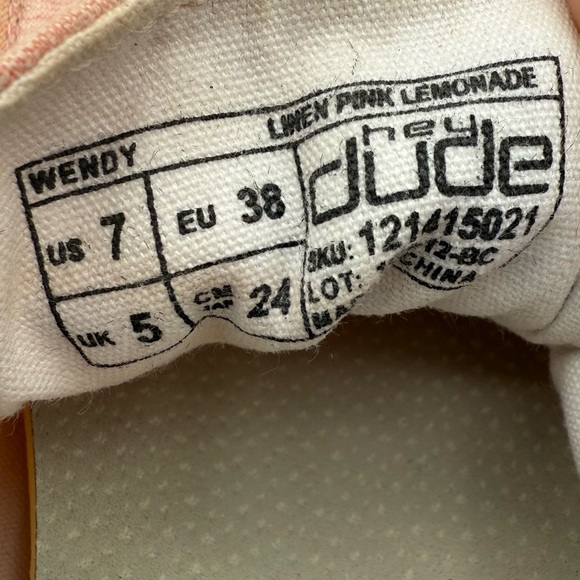 WENDY LINEN PINK LEMONADE
US 7 EU 38
hey
dude
UK 5 CM 24
SKU: 121415021
LOT: 12-BC
CHINA